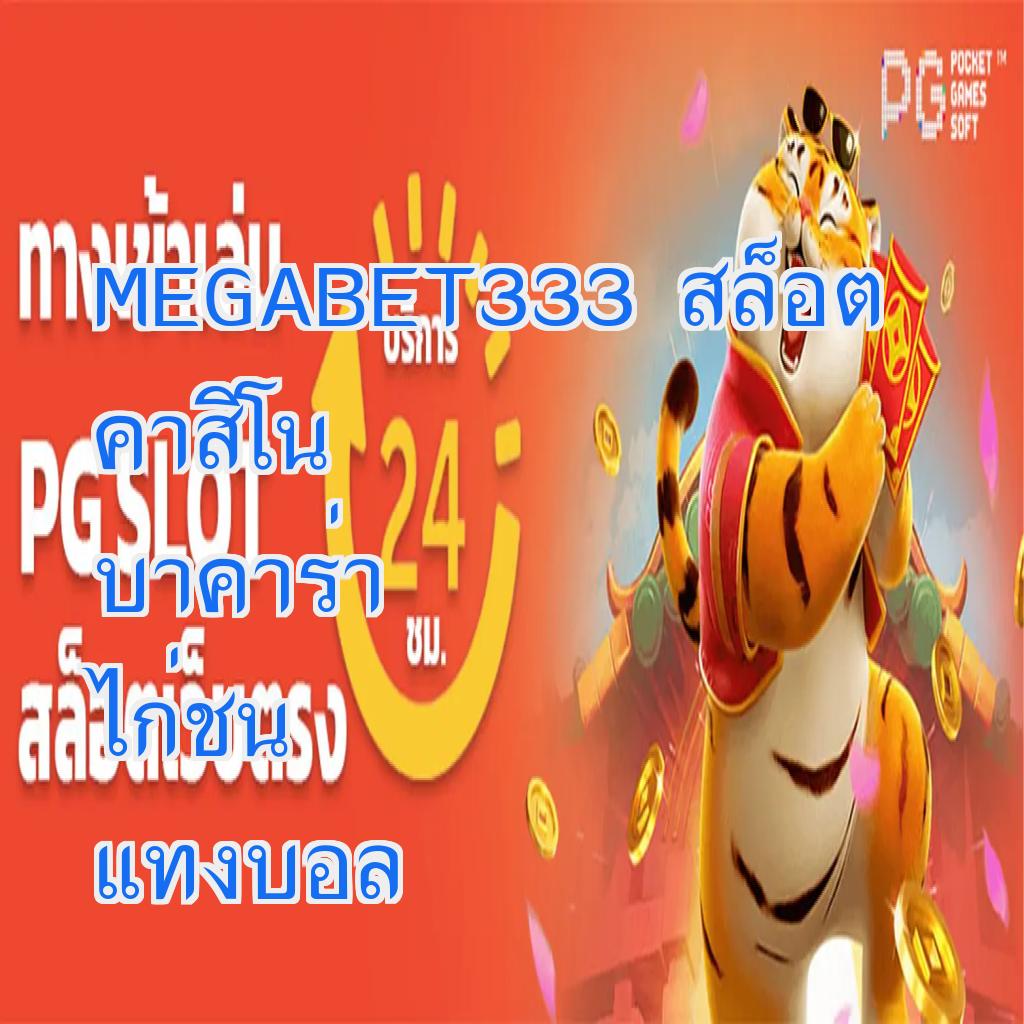 PG POCKET GAMES SOFT™
ทางเข้าเล่น
MEGABET333 สล็อต
บริการ
คาสิโน
PG SLOT
24
บาคาร่า
ชม.
ไก่ชน
สล็อตเว็บตรง
แทงบอล